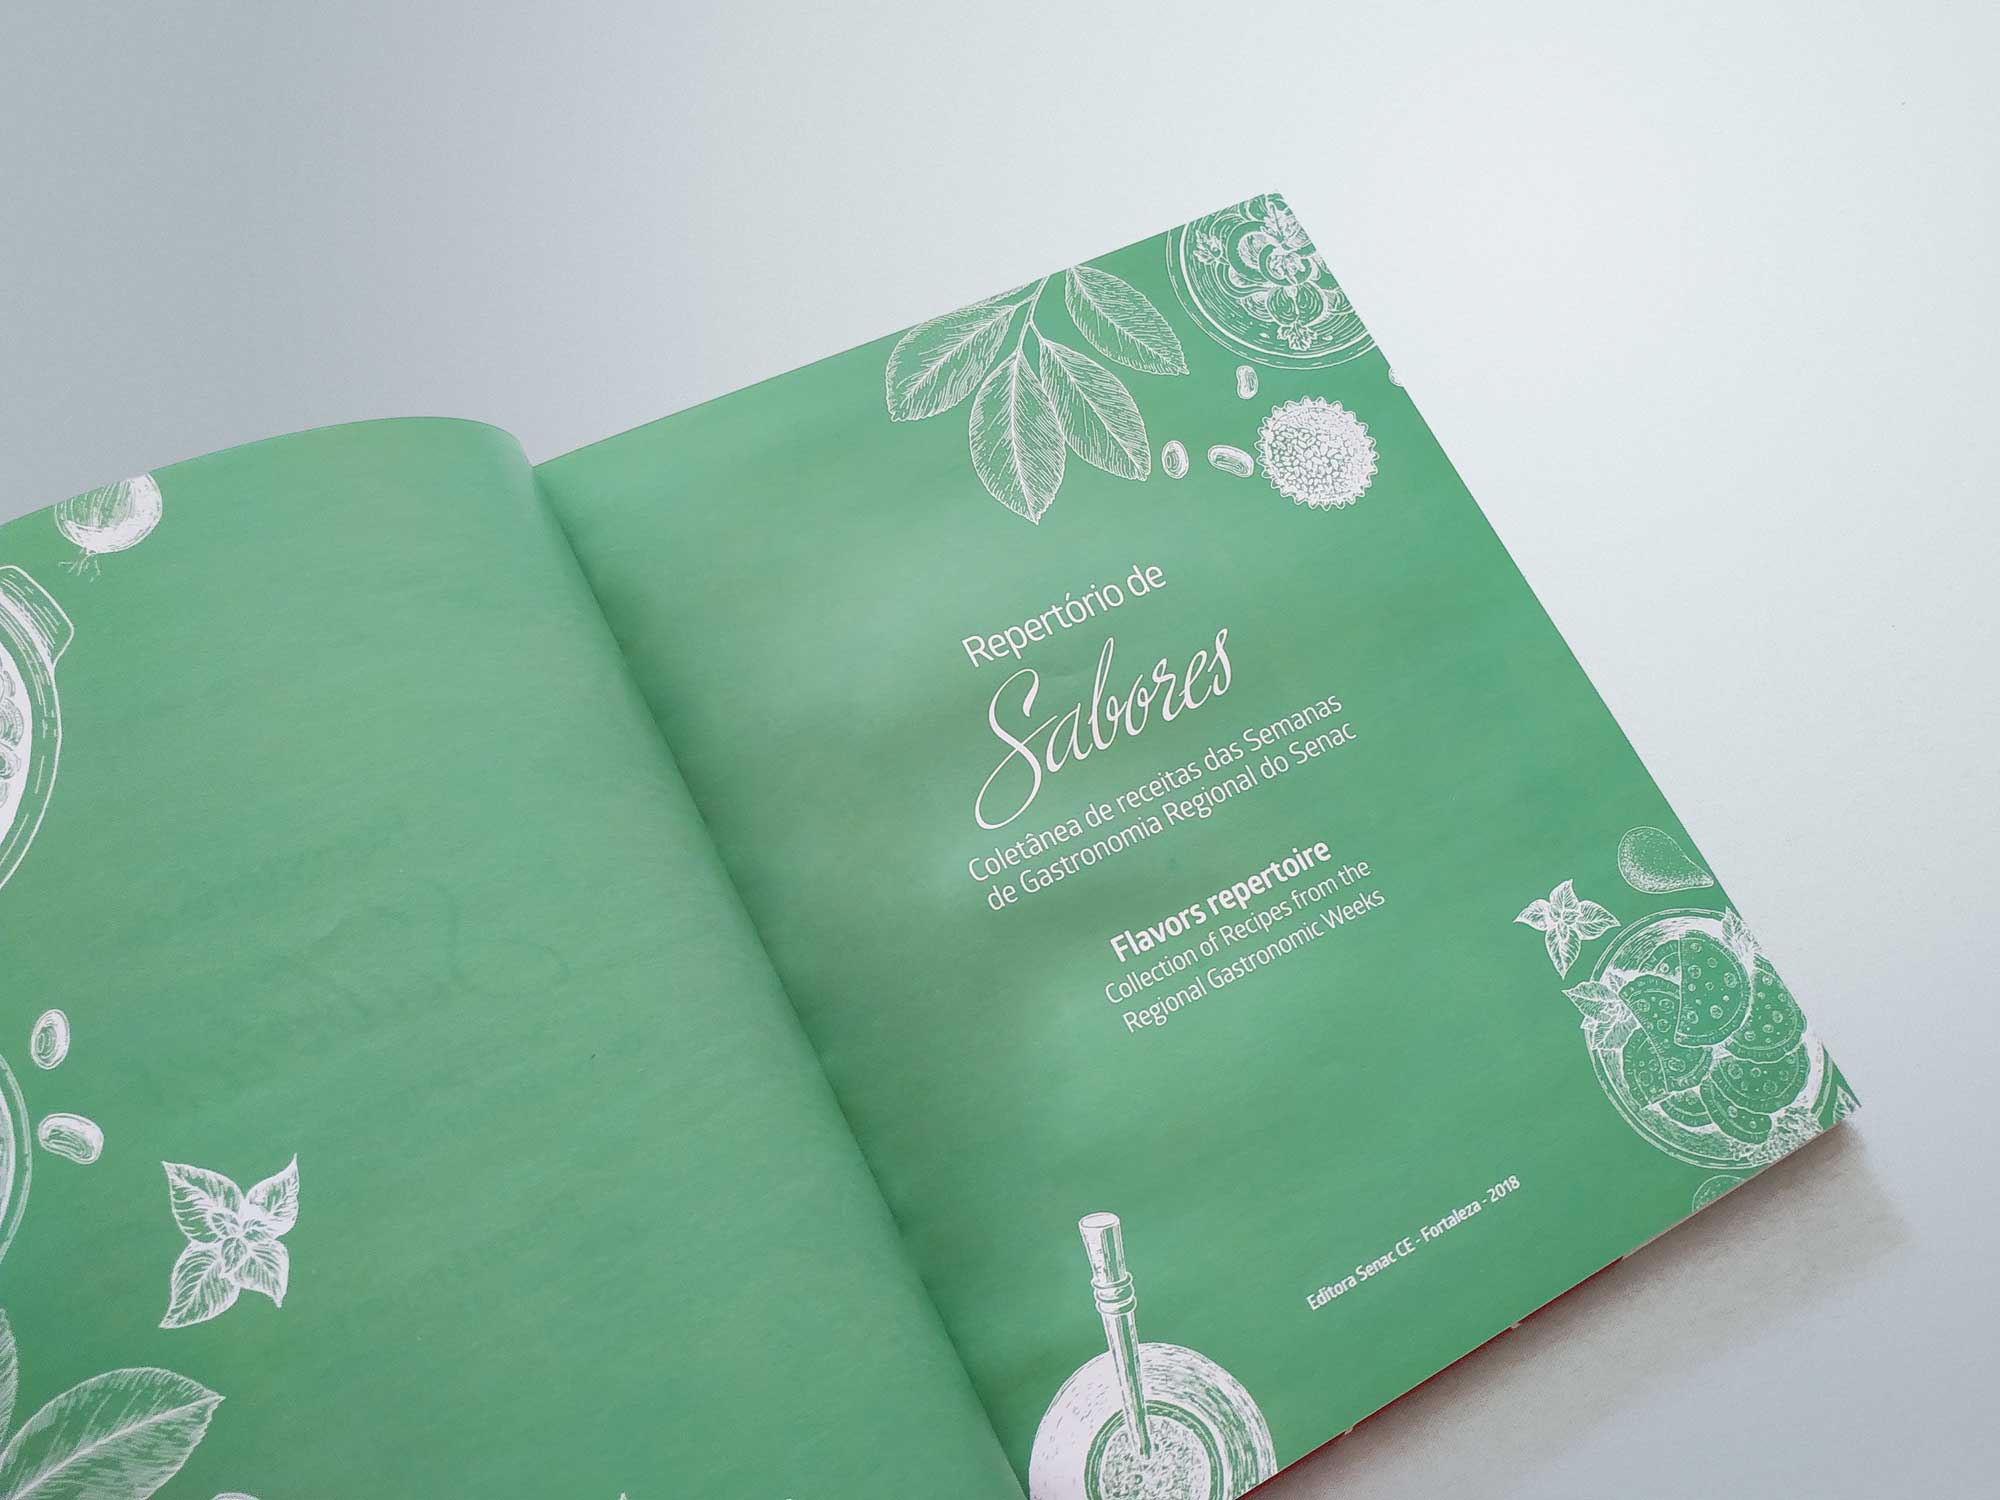 Repertório de
Sabores
Coletânea de receitas das Semanas
de Gastronomia Regional do Senac
Flavors repertoire
Collection of Recipes from the
Regional Gastronomic Weeks
Editora Senac CE - Fortaleza - 2018